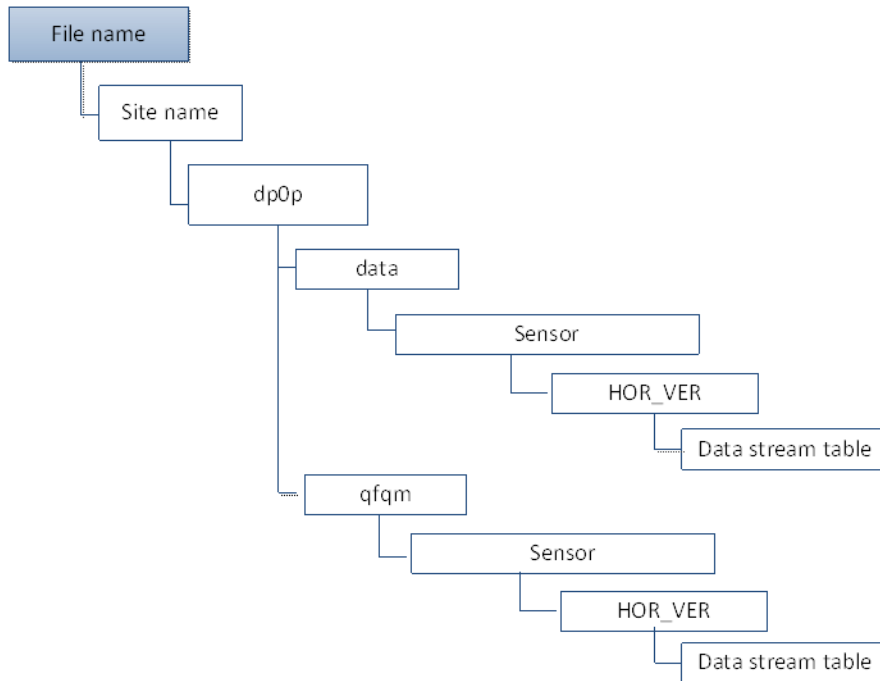 File name
Site name
dp0p
data
Sensor
HOR_VER
Data stream table
qfqm
Sensor
HOR_VER
Data stream table